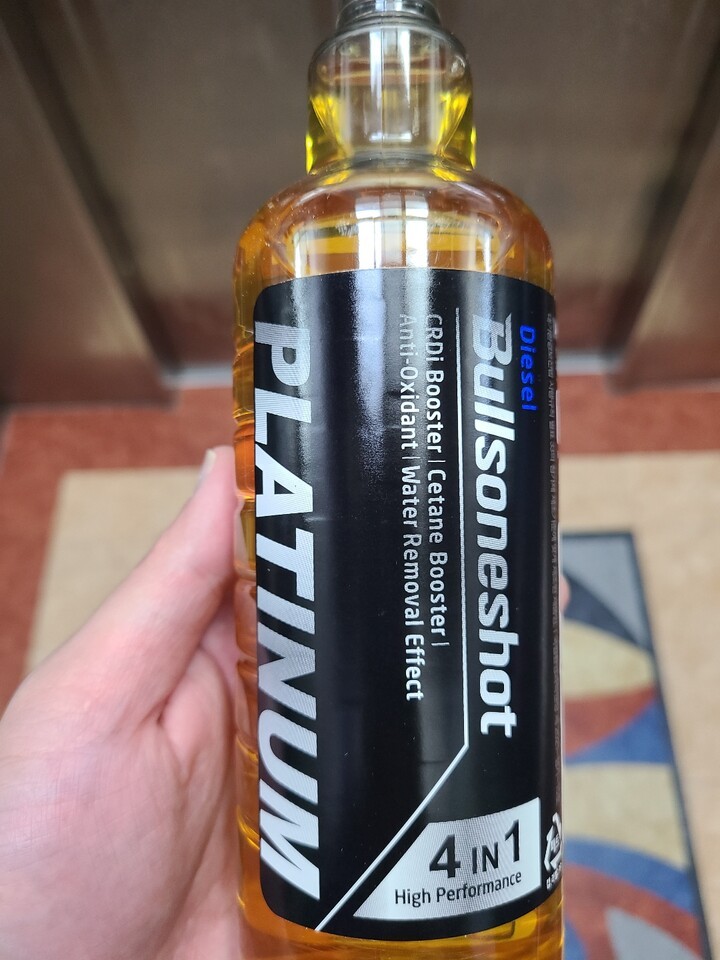 Diesel
Bullsoneshot
CRDi Booster | Cetane Booster |
Anti-Oxidant | Water Removal Effect
PLATINUM
4 IN 1
High Performance